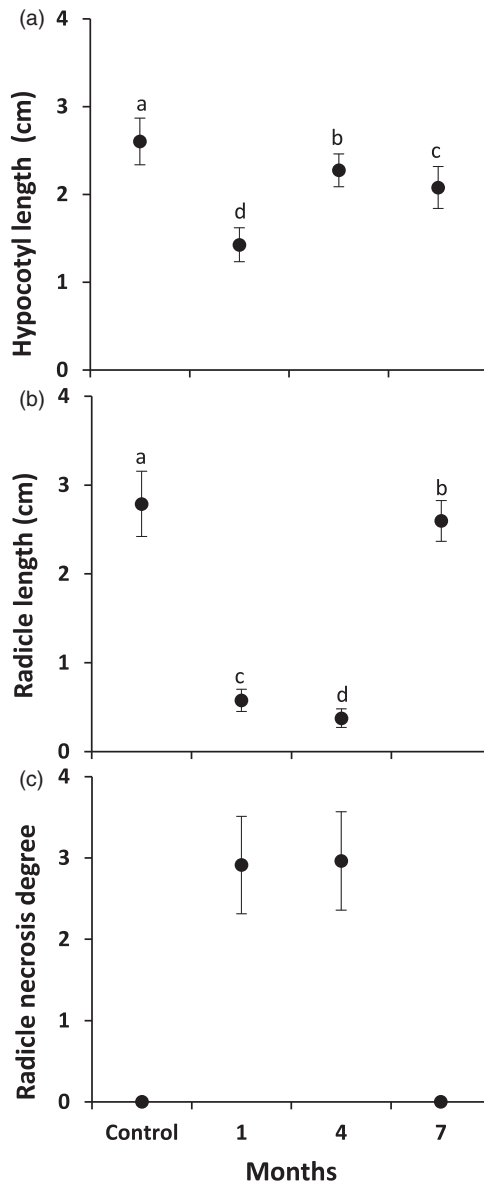 (a)
4
3
2
1
0
Hypocotyl length (cm)
a
d
b
c
(b)
4
3
2
1
0
Radicle length (cm)
a
c
d
b
(c)
4
3
2
1
0
Radicle necrosis degree
Control 1 4 7
Months